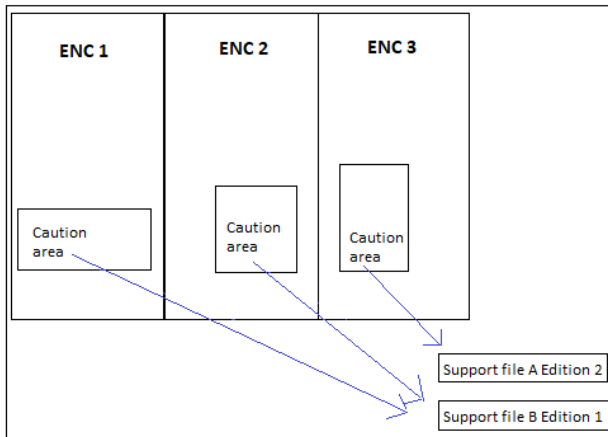 ENC 1
ENC 2
ENC 3
Caution
area
Caution
area
Caution
area
Support file A Edition 2
Support file B Edition 1